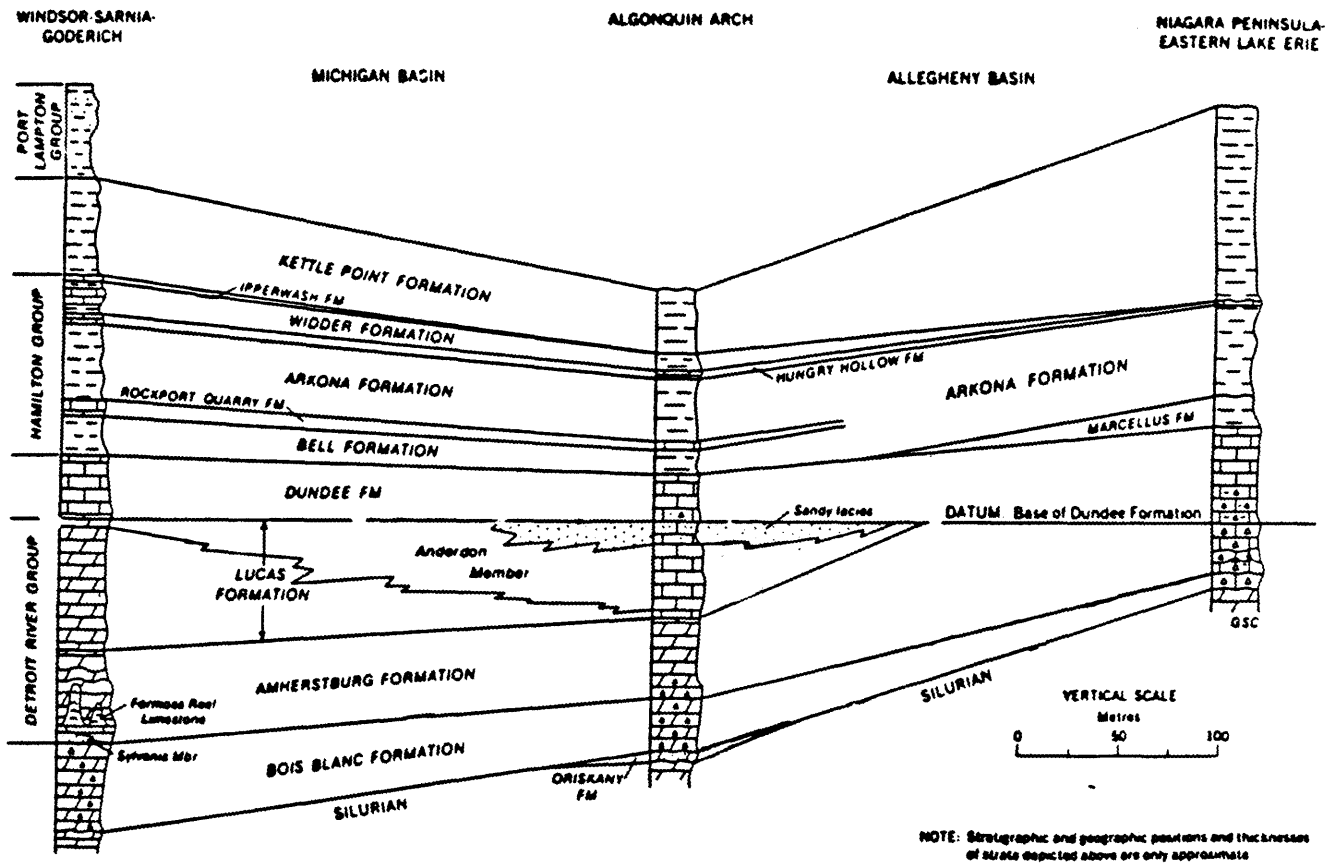 WINDSOR-SARNIA-
GODERICH
ALGONQUIN ARCH
NIAGARA PENINSULA-
EASTERN LAKE ERIE
MICHIGAN BASIN
ALLEGHENY BASIN
PORT
LAMPTON
GROUP
KETTLE POINT FORMATION
IPPERWASH FM
WIDDER FORMATION
HUNGRY HOLLOW FM
HAMILTON GROUP
ARKONA FORMATION
ARKONA FORMATION
ROCKPORT QUARRY FM
MARCELLUS FM
BELL FORMATION
DUNDEE FM
Sandy facies
DATUM: Base of Dundee Formation
Anderdon
Member
LUCAS
FORMATION
DETROIT RIVER GROUP
GSC
AMHERSTBURG FORMATION
SILURIAN
Formosa Reef
Limestone
Sylvania Mbr
BOIS BLANC FORMATION
ORISKANY
FM
SILURIAN
VERTICAL SCALE
Metres
0 50 100
NOTE: Stratigraphic and geographic positions and thicknesses
of strata depicted above are only approximate